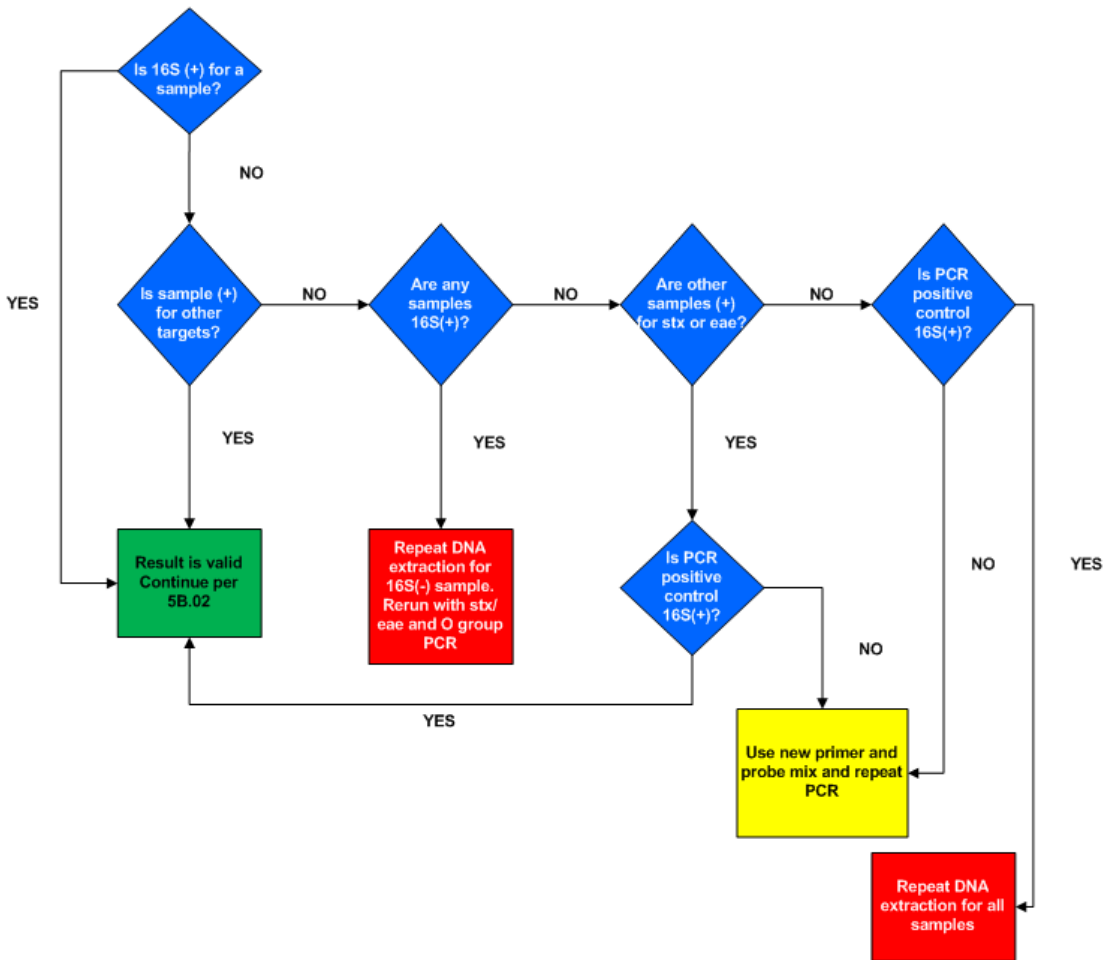 Is 16S (+) for a
sample?
NO
YES
Is sample (+)
for other
targets?
NO
Are any
samples
16S(+)?
NO
Are other
samples (+)
for stx or eae?
NO
Is PCR
positive
control
16S(+)?
YES
YES
YES
NO
YES
Result is valid
Continue per
5B.02
Repeat DNA
extraction for
16S(-) sample.
Rerun with stx/
eae and O group
PCR
Is PCR
positive
control
16S(+)?
NO
YES
Use new primer and
probe mix and repeat
PCR
Repeat DNA
extraction for all
samples